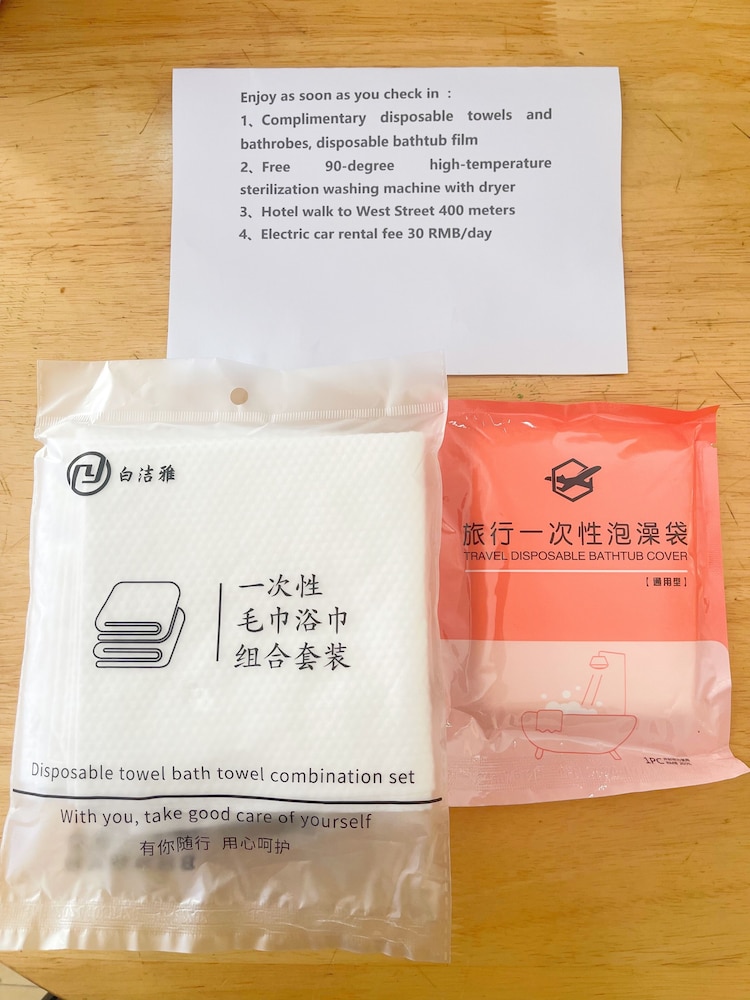 Enjoy as soon as you check in ：
1、Complimentary disposable towels and
bathrobes, disposable bathtub film
2、Free 90-degree high-temperature
sterilization washing machine with dryer
3、Hotel walk to West Street 400 meters
4、Electric car rental fee 30 RMB/day
白洁雅
一次性
毛巾浴巾
组合套装
Disposable towel bath towel combination set
With you, take good care of yourself
有你随行 用心呵护
旅行一次性泡澡袋
TRAVEL DISPOSABLE BATHTUB COVER
【通用型】
1PC